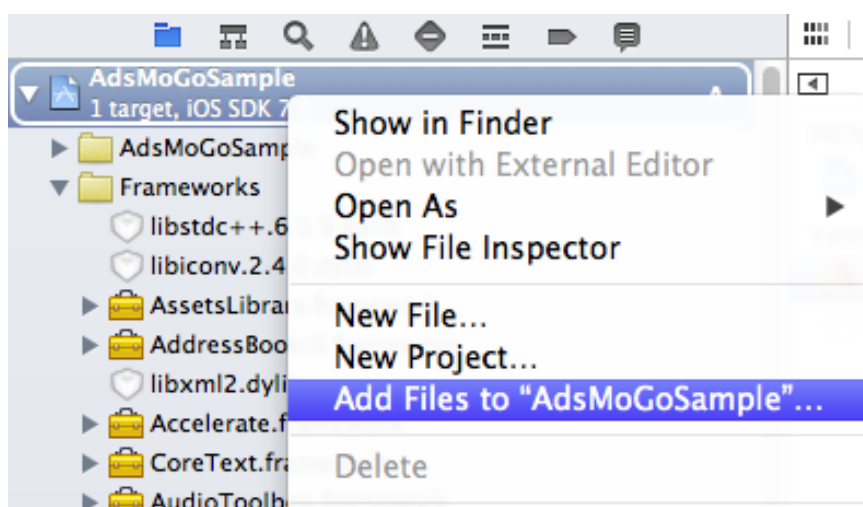 AdsMoGoSample
1 target, iOS SDK 7
AdsMoGoSamp
Frameworks
libstdc++.6
libiconv.2.4
AssetsLibra
AddressBoo
libxml2.dyli
Accelerate.f
CoreText.fra
AudioToolb
Show in Finder
Open with External Editor
Open As
Show File Inspector
New File...
New Project...
Add Files to “AdsMoGoSample”...
Delete